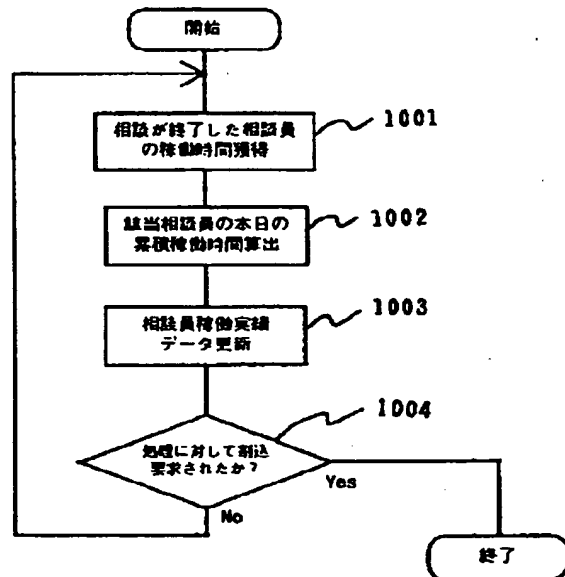 開始
相談が終了した相談員
の稼働時間獲得
1001
該当相談員の本日の
累積稼働時間算出
1002
相談員稼働実績
データ更新
1003
1004
処理に対して割込
要求されたか？
Yes
No
終了